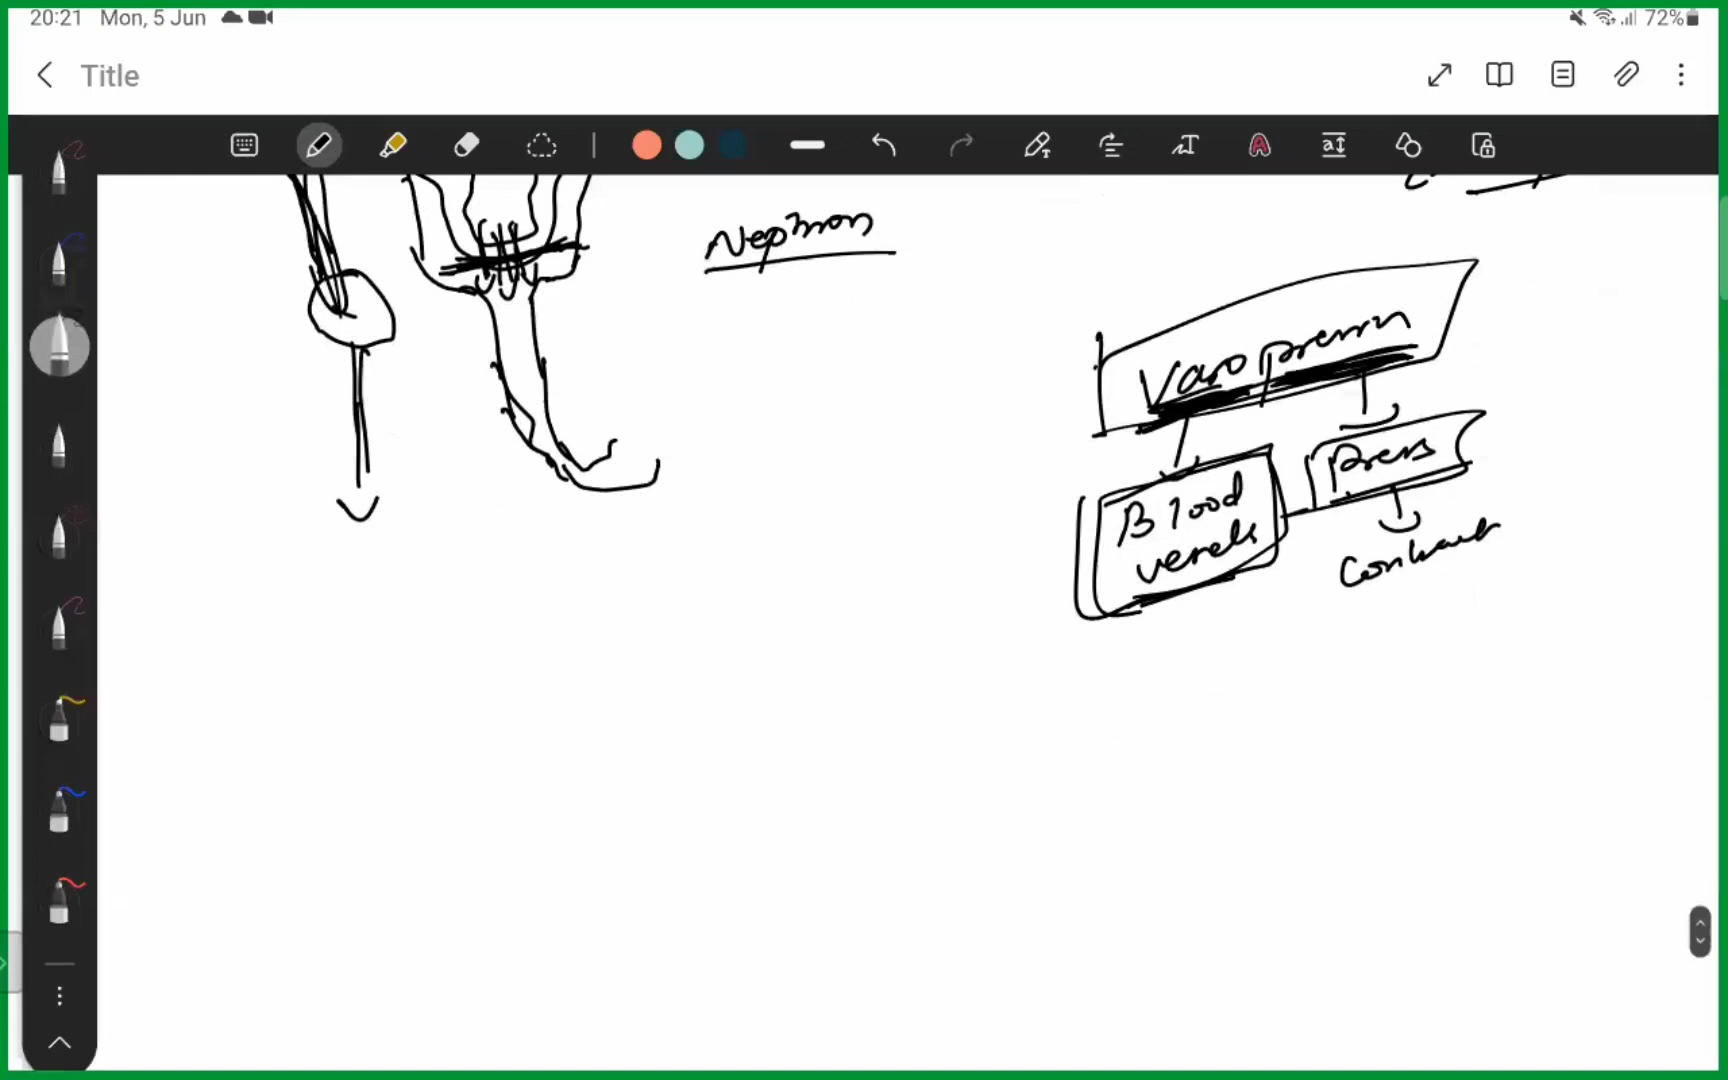 20:21 Mon, 5 Jun
72%
Title
Nephron
Vasopressin
Blood
vessels
Press
Contract